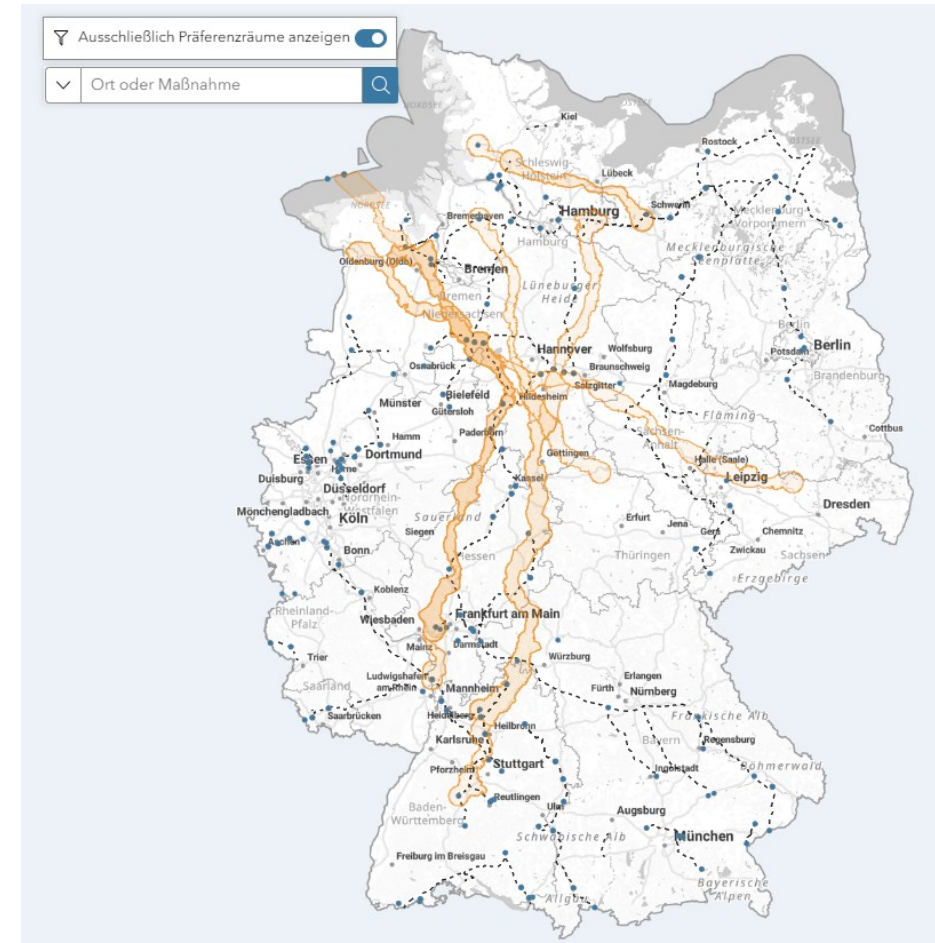 Ausschließlich Präferenzräume anzeigen
Ort oder Maßnahme
NORDSEE
OSTSEE
Kiel
Rostock
OSTSEE
Schleswig-
Holstein
Lübeck
NORDSEE
Schwerin
Hamburg
Bremerhaven
Mecklenburg-
Vorpommern
Hamburg
Mecklenburgische
Seenplatte
Oldenburg (Oldb)
Bremen
Lüneburger
Heide
Bremen
Niedersachsen
Berlin
Berlin
Hannover
Wolfsburg
Potsdam
Osnabrück
Braunschweig
Brandenburg
Salzgitter
Magdeburg
Bielefeld
Hildesheim
Münster
Gütersloh
Fläming
Cottbus
Hamm
Paderborn
Sachsen-
Anhalt
Essen
Dortmund
Göttingen
Halle (Saale)
Herne
Duisburg
Kassel
Leipzig
Düsseldorf
Nordrhein-
Westfalen
Dresden
Mönchengladbach
Köln
Sauerland
Erfurt
Jena
Gera
Chemnitz
Siegen
Aachen
Bonn
Hessen
Thüringen
Zwickau
Sachsen
Erzgebirge
Koblenz
Rheinland-
Pfalz
Wiesbaden
Frankfurt am Main
Mainz
Darmstadt
Trier
Würzburg
Ludwigshafen
am Rhein
Mannheim
Erlangen
Saarland
Fürth
Nürnberg
Saarbrücken
Heidelberg
Heilbronn
Fränkische Alb
Karlsruhe
Bayern
Regensburg
Pforzheim
Stuttgart
Ingolstadt
Böhmerwald
Reutlingen
Baden-
Württemberg
Ulm
Augsburg
Schwäbische Alb
München
Freiburg im Breisgau
Bayerische
Alpen
Allgäu